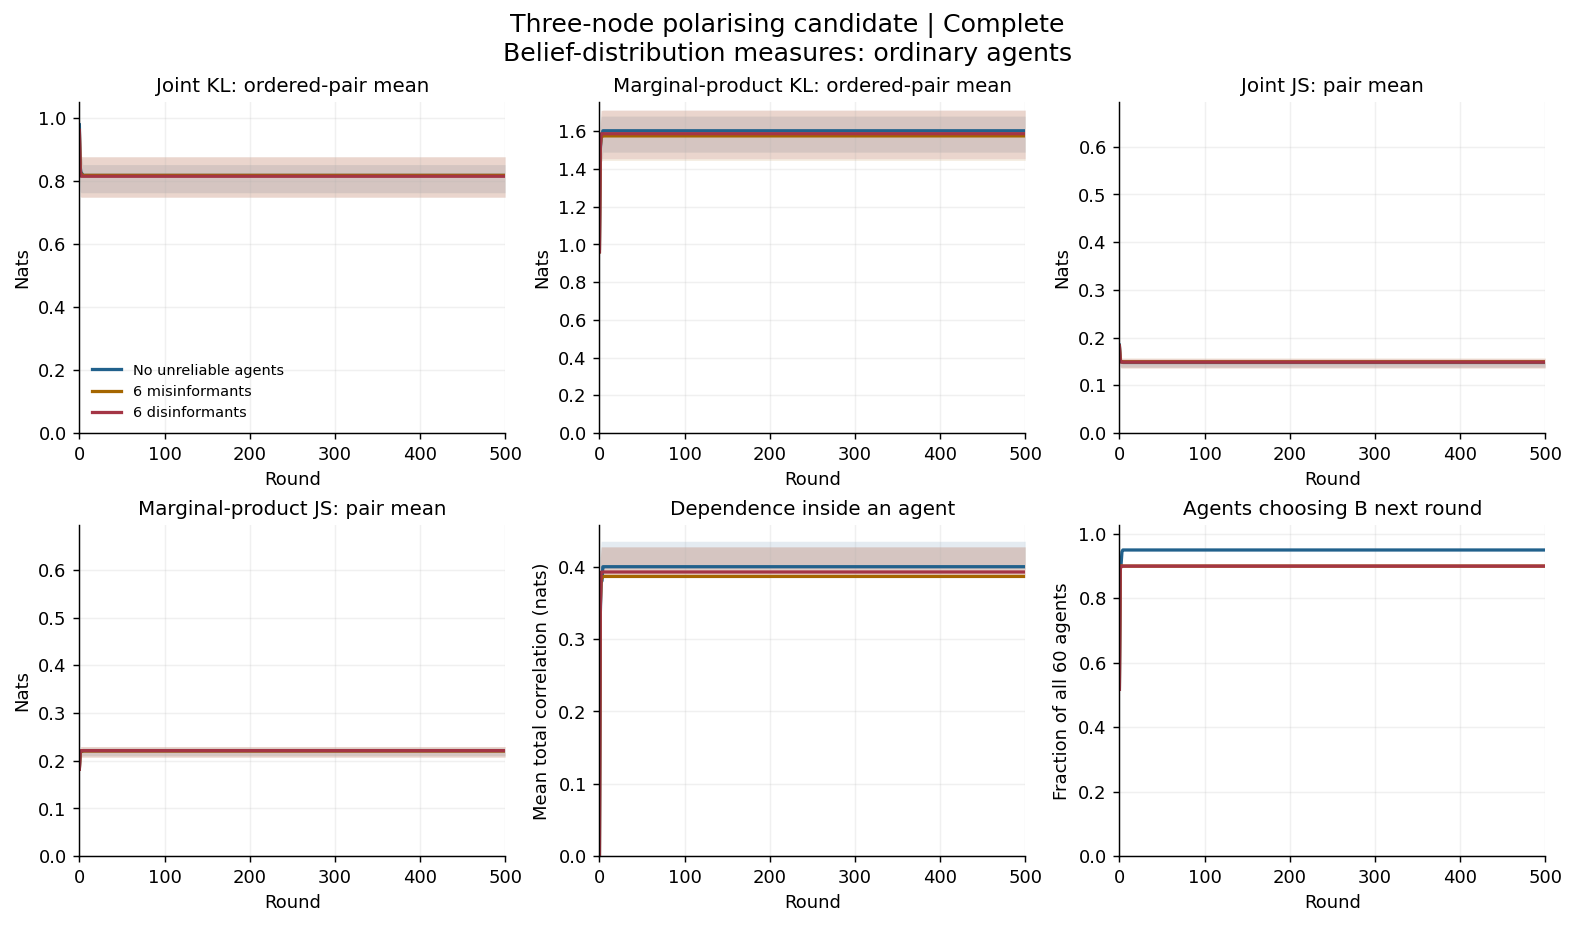 Three-node polarising candidate | Complete
Belief-distribution measures: ordinary agents
Joint KL: ordered-pair mean
Nats
1.0
0.8
0.6
0.4
0.2
0.0
No unreliable agents
6 misinformants
6 disinformants
0 100 200 300 400 500
Round
Marginal-product KL: ordered-pair mean
Nats
1.6
1.4
1.2
1.0
0.8
0.6
0.4
0.2
0.0
0 100 200 300 400 500
Round
Joint JS: pair mean
Nats
0.6
0.5
0.4
0.3
0.2
0.1
0.0
0 100 200 300 400 500
Round
Marginal-product JS: pair mean
Nats
0.6
0.5
0.4
0.3
0.2
0.1
0.0
0 100 200 300 400 500
Round
Dependence inside an agent
Mean total correlation (nats)
0.4
0.3
0.2
0.1
0.0
0 100 200 300 400 500
Round
Agents choosing B next round
Fraction of all 60 agents
1.0
0.8
0.6
0.4
0.2
0.0
0 100 200 300 400 500
Round